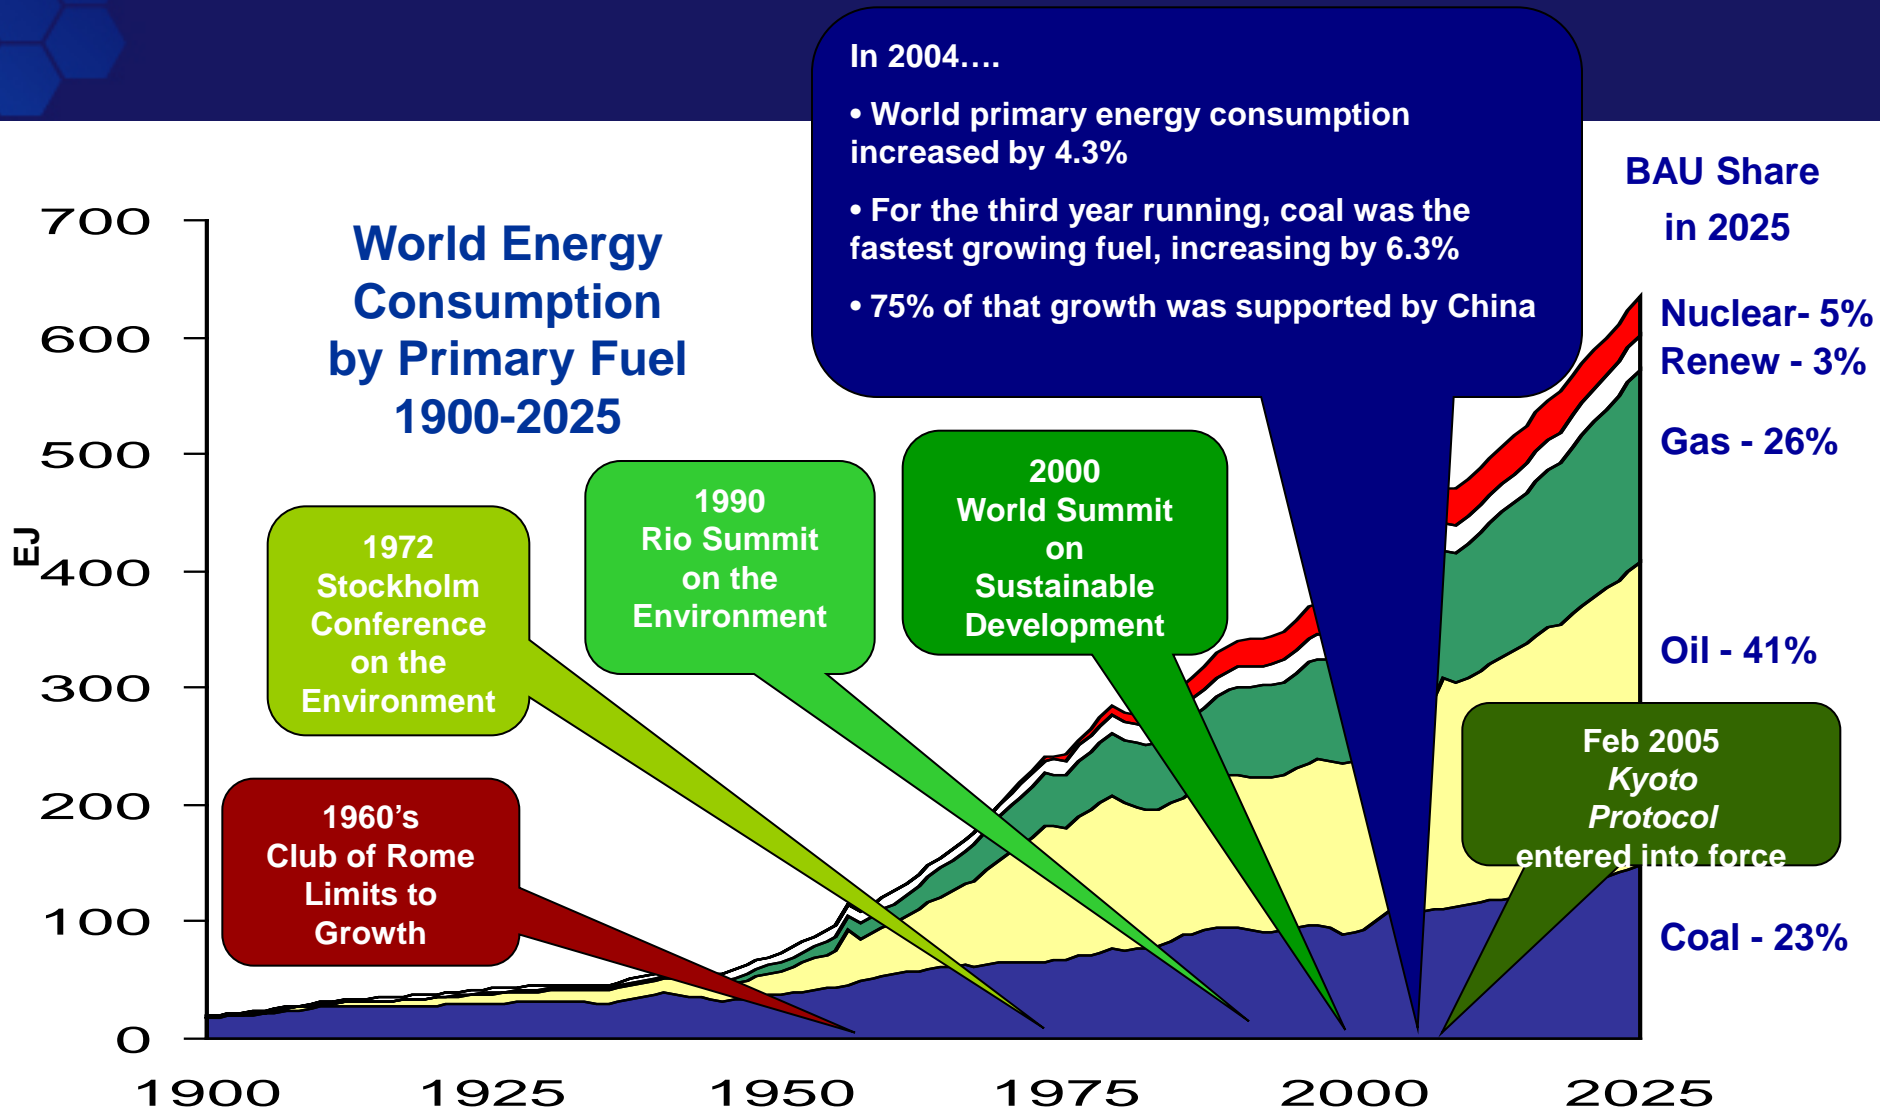 In 2004….
• World primary energy consumption
increased by 4.3%
• For the third year running, coal was the
fastest growing fuel, increasing by 6.3%
• 75% of that growth was supported by China
BAU Share
in 2025
World Energy
Consumption
by Primary Fuel
1900-2025
700
600
500
400
300
200
100
0
EJ
Nuclear- 5%
Renew - 3%
Gas - 26%
Oil - 41%
Coal - 23%
1972
Stockholm
Conference
on the
Environment
1990
Rio Summit
on the
Environment
2000
World Summit
on
Sustainable
Development
1960’s
Club of Rome
Limits to
Growth
Feb 2005
Kyoto
Protocol
entered into force
1900 1925 1950 1975 2000 2025